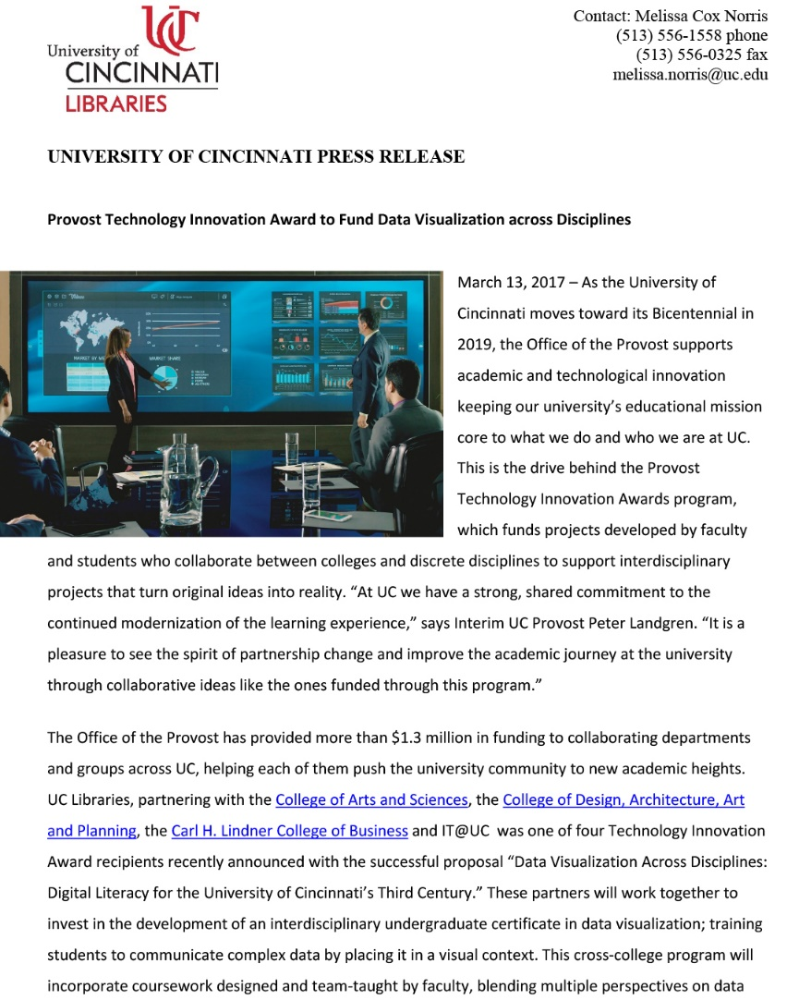 University of
CINCINNATI
LIBRARIES
Contact: Melissa Cox Norris
(513) 556-1558 phone
(513) 556-0325 fax
melissa.norris@uc.edu
UNIVERSITY OF CINCINNATI PRESS RELEASE
Provost Technology Innovation Award to Fund Data Visualization across Disciplines
MARKET SHARE
March 13, 2017 – As the University of
Cincinnati moves toward its Bicentennial in
2019, the Office of the Provost supports
academic and technological innovation
keeping our university’s educational mission
core to what we do and who we are at UC.
This is the drive behind the Provost
Technology Innovation Awards program,
which funds projects developed by faculty
and students who collaborate between colleges and discrete disciplines to support interdisciplinary
projects that turn original ideas into reality. “At UC we have a strong, shared commitment to the
continued modernization of the learning experience,” says Interim UC Provost Peter Landgren. “It is a
pleasure to see the spirit of partnership change and improve the academic journey at the university
through collaborative ideas like the ones funded through this program.”
The Office of the Provost has provided more than $1.3 million in funding to collaborating departments
and groups across UC, helping each of them push the university community to new academic heights.
UC Libraries, partnering with the College of Arts and Sciences, the College of Design, Architecture, Art
and Planning, the Carl H. Lindner College of Business and IT@UC  was one of four Technology Innovation
Award recipients recently announced with the successful proposal “Data Visualization Across Disciplines:
Digital Literacy for the University of Cincinnati’s Third Century.” These partners will work together to
invest in the development of an interdisciplinary undergraduate certificate in data visualization; training
students to communicate complex data by placing it in a visual context. This cross-college program will
incorporate coursework designed and team-taught by faculty, blending multiple perspectives on data